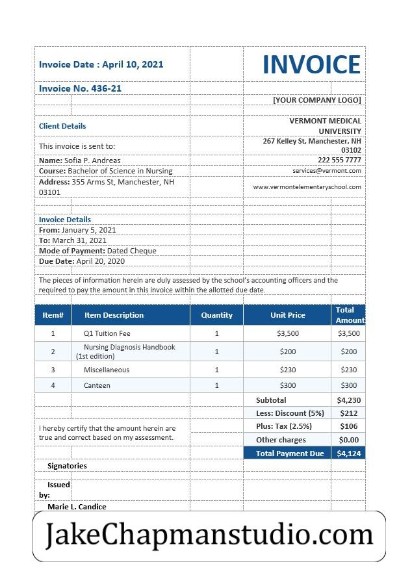 Invoice Date : April 10, 2021
INVOICE
Invoice No. 436-21
[YOUR COMPANY LOGO]
Client Details
VERMONT MEDICAL
UNIVERSITY
This invoice is sent to:
267 Kelley St, Manchester, NH
03102
Name: Sofia P. Andreas
222 555 7777
Course: Bachelor of Science in Nursing
services@vermont.com
Address: 355 Arms St, Manchester, NH
03101
www.vermontelementaryschool.com
Invoice Details
From: January 5, 2021
To: March 31, 2021
Mode of Payment: Dated Cheque
Due Date: April 20, 2020
The pieces of information herein are duly assessed by the school's accounting officers and the
required to pay the amount in this invoice within the allotted due date.
Item# Item Description Quantity Unit Price Total Amount
1 Q1 Tuition Fee 1 $3,500 $3,500
2 Nursing Diagnosis Handbook
(1st edition) 1 $200 $200
3 Miscellaneous 1 $230 $230
4 Canteen 1 $300 $300
Subtotal $4,230
Less: Discount (5%) $212
I hereby certify that the amount herein are
true and correct based on my assessment.
Plus: Tax (2.5%) $106
Other charges $0.00
Total Payment Due $4,124
Signatories
Issued
by:
Marie L. Candice
JakeChapmanstudio.com